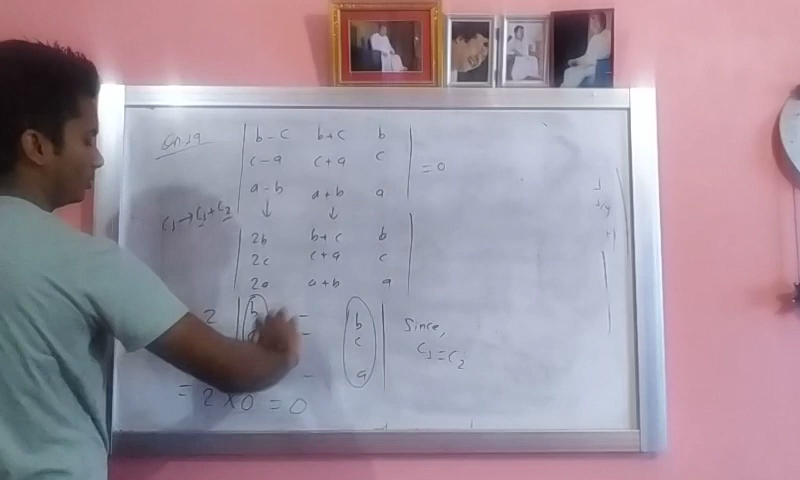 Qn.19
b-c b+c b
c-a c+a c
a-b a+b a
= 0
C₁→C₁+C₂
2b b+c b
2c c+a c
2a a+b a
2 b - b
= c
- a
Since,
C₁=C₂
= 2×0 = 0